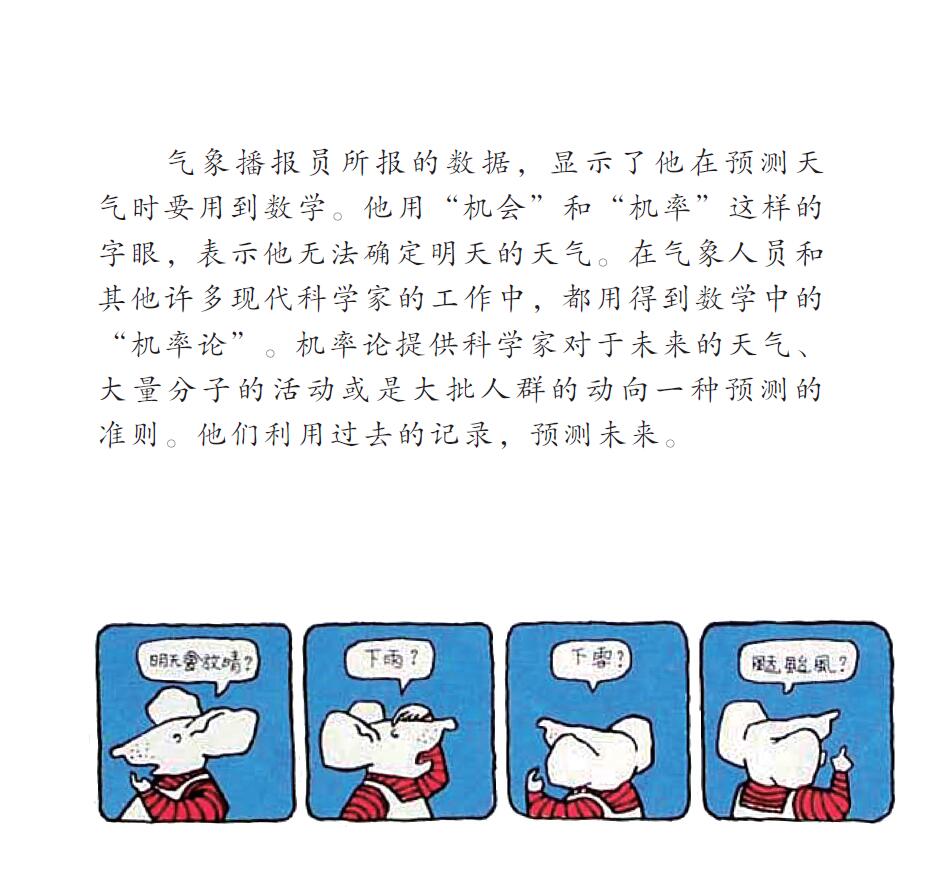 气象播报员所报的数据，显示了他在预测天
气时要用到数学。他用“机会”和“机率”这样的
字眼，表示他无法确定明天的天气。在气象人员和
其他许多现代科学家的工作中，都用得到数学中的
“机率论”。机率论提供科学家对于未来的天气、
大量分子的活动或是大批人群的动向一种预测的
准则。他们利用过去的记录，预测未来。
明天會放晴？
下雨？
下雪？
颳颱風？